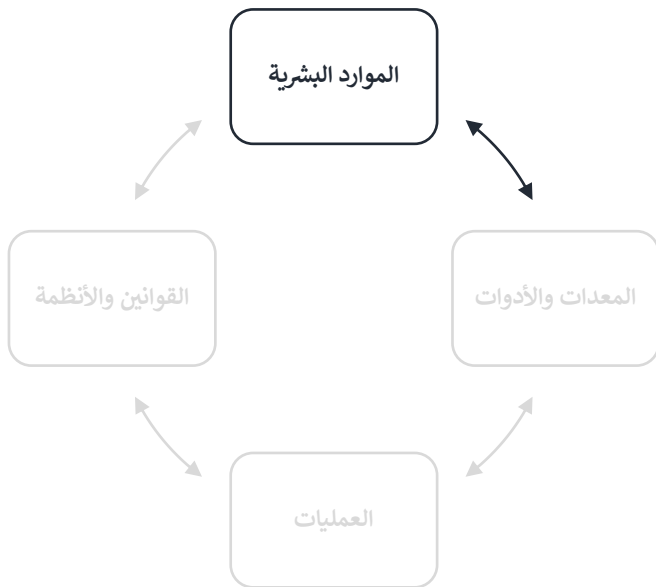 الموارد البشرية
المعدات والأدوات
القوانين والأنظمة
العمليات